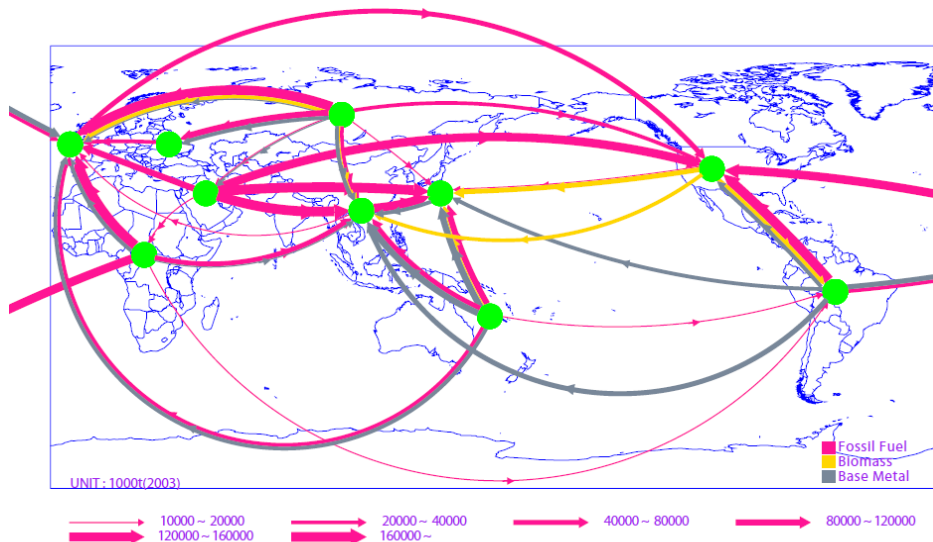 Fossil Fuel
Biomass
Base Metal
UNIT : 1000t(2003)
10000 ~ 20000
20000 ~ 40000
40000 ~ 80000
80000 ~ 120000
120000 ~ 160000
160000 ~